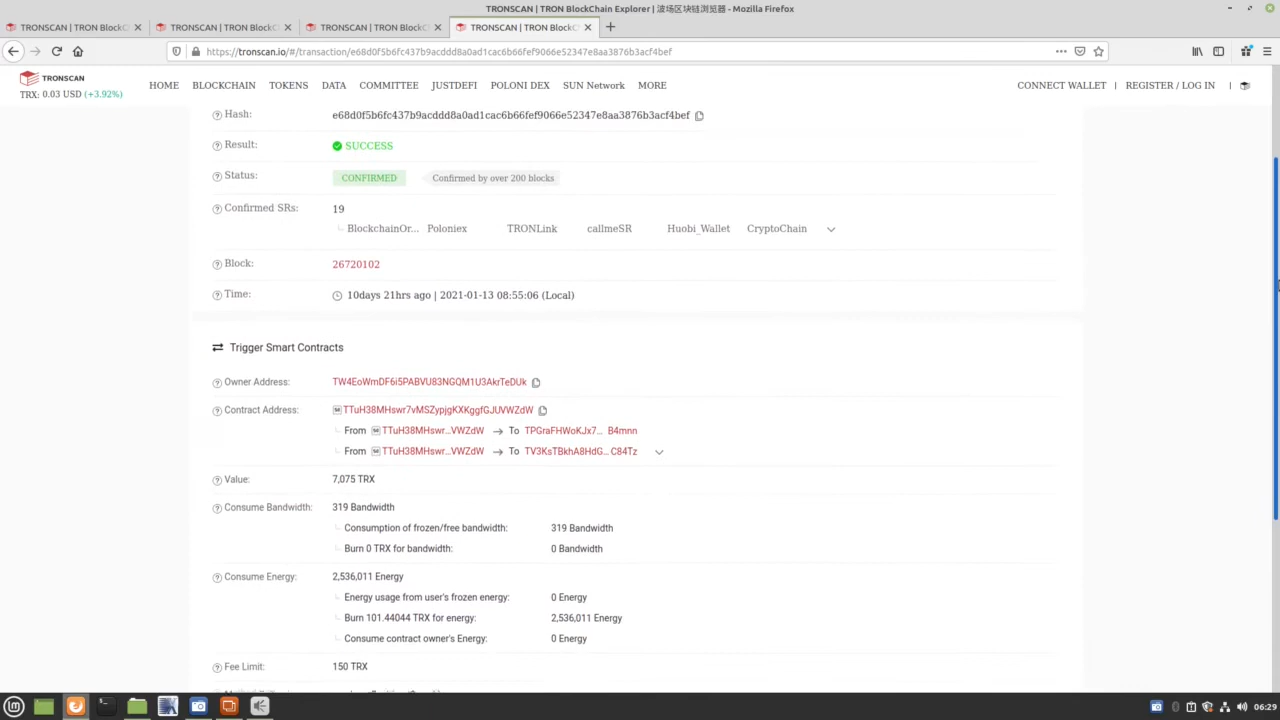 TRONSCAN | TRON BlockChain Explorer | 波场区块链浏览器 - Mozilla Firefox
TRONSCAN | TRON BlockC TRONSCAN | TRON BlockC TRONSCAN | TRON BlockC TRONSCAN | TRON BlockC
https://tronscan.io/#/transaction/e68d0f5b6fc437b9acddd8a0ad1cac6b66fef9066e52347e8aa3876b3acf4bef
TRONSCAN
TRX: 0.03 USD (+3.92%)
HOME BLOCKCHAIN TOKENS DATA COMMITTEE JUSTDEFI POLONI DEX SUN Network MORE CONNECT WALLET | REGISTER / LOG IN |
Hash: e68d0f5b6fc437b9acddd8a0ad1cac6b66fef9066e52347e8aa3876b3acf4bef
Result: SUCCESS
Status: CONFIRMED Confirmed by over 200 blocks
Confirmed SRs: 19
BlockchainOr... Poloniex TRONLink callmeSR Huobi_Wallet CryptoChain
Block: 26720102
Time: 10days 21hrs ago | 2021-01-13 08:55:06 (Local)
Trigger Smart Contracts
Owner Address: TW4EoWmDF6i5PABVU83NGQM1U3AkrTeDUk
Contract Address: TTuH38MHswr7vMSZypjgKXKggfGJUVWZdW
From TTuH38MHswr...VWZdW → To TPGraFHWoKJx7... B4mnn
From TTuH38MHswr...VWZdW → To TV3KsTBkhA8HdG... C84Tz
Value: 7,075 TRX
Consume Bandwidth: 319 Bandwidth
Consumption of frozen/free bandwidth: 319 Bandwidth
Burn 0 TRX for bandwidth: 0 Bandwidth
Consume Energy: 2,536,011 Energy
Energy usage from user's frozen energy: 0 Energy
Burn 101.44044 TRX for energy: 2,536,011 Energy
Consume contract owner's Energy: 0 Energy
Fee Limit: 150 TRX
06:29